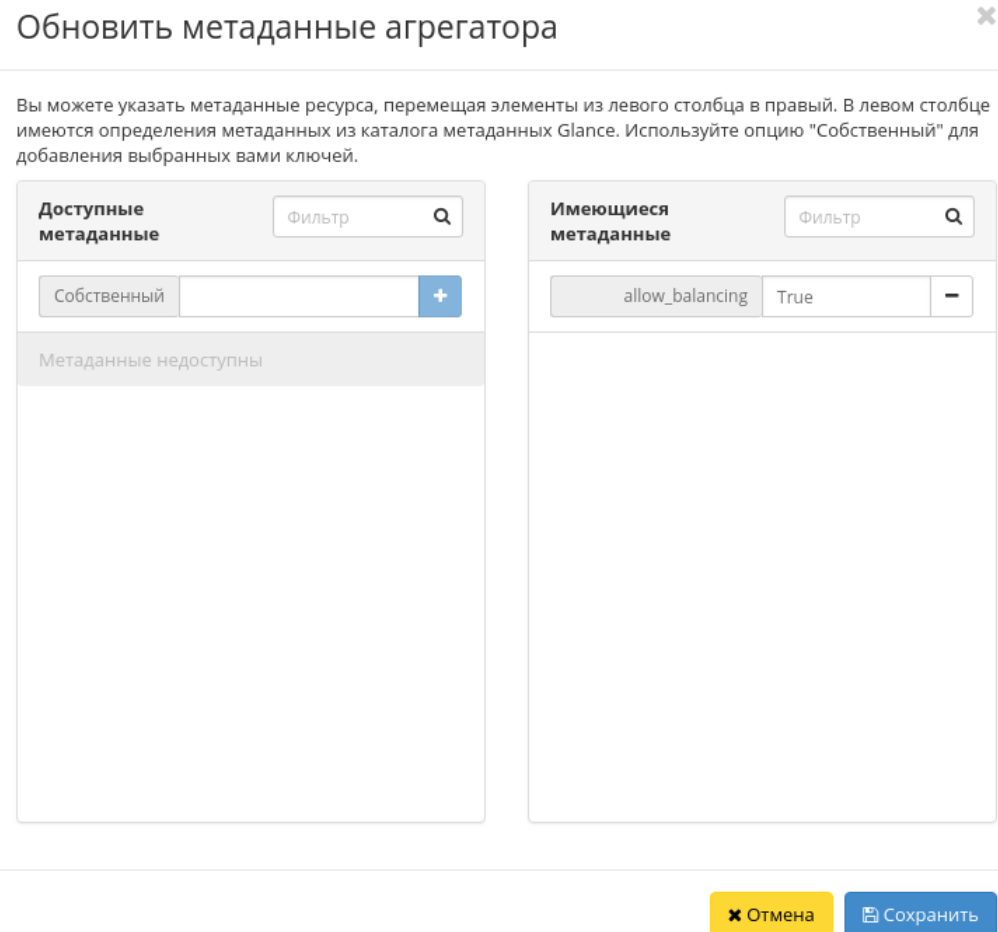 Обновить метаданные агрегатора
Вы можете указать метаданные ресурса, перемещая элементы из левого столбца в правый. В левом столбце
имеются определения метаданных из каталога метаданных Glance. Используйте опцию "Собственный" для
добавления выбранных вами ключей.
Доступные
метаданные
Фильтр
Собственный
Метаданные недоступны
Имеющиеся
метаданные
Фильтр
allow_balancing
True
Отмена
Сохранить